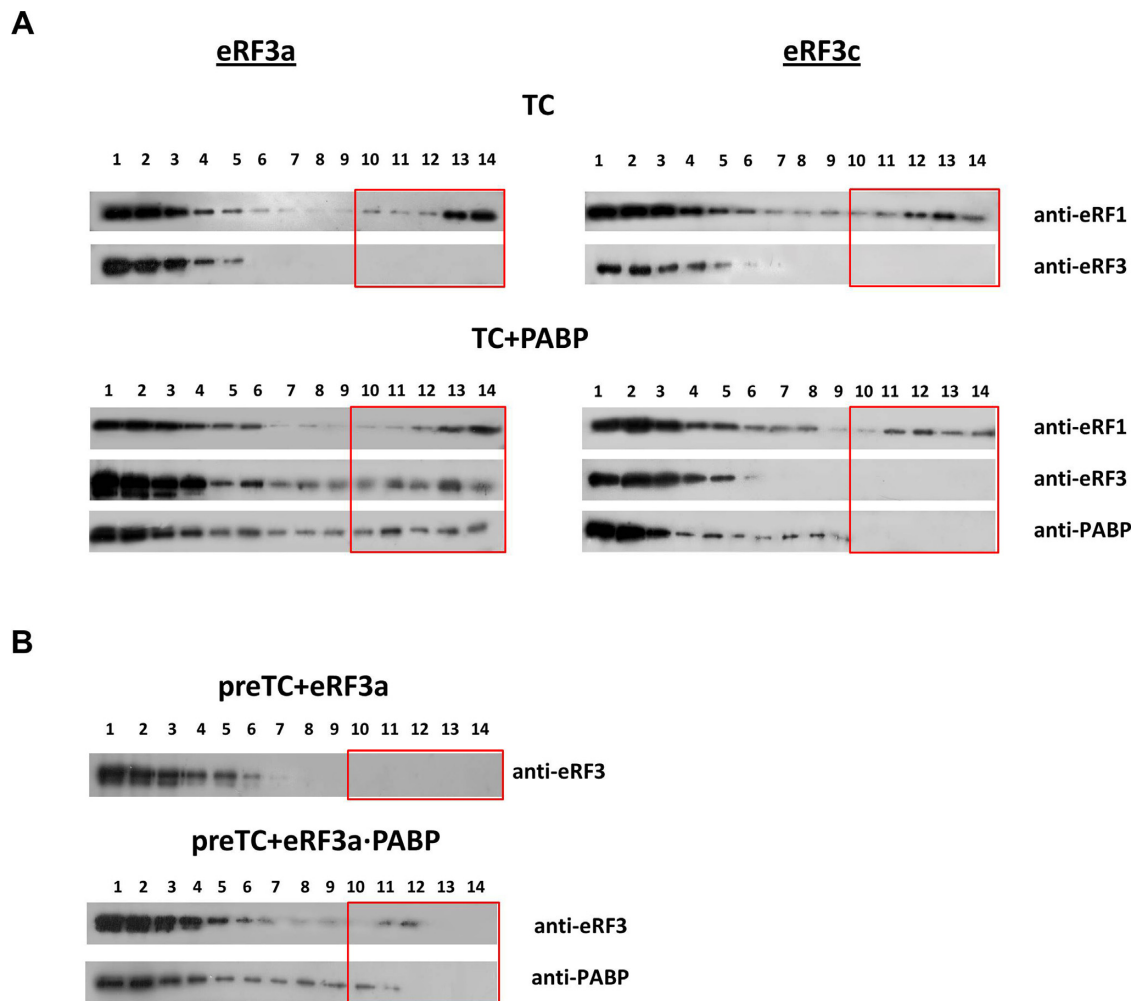 A
eRF3a eRF3c
TC
1 2 3 4 5 6 7 8 9 10 11 12 13 14 1 2 3 4 5 6 7 8 9 10 11 12 13 14
anti-eRF1
anti-eRF3
TC+PABP
1 2 3 4 5 6 7 8 9 10 11 12 13 14 1 2 3 4 5 6 7 8 9 10 11 12 13 14
anti-eRF1
anti-eRF3
anti-PABP
B
preTC+eRF3a
1 2 3 4 5 6 7 8 9 10 11 12 13 14
anti-eRF3
preTC+eRF3a·PABP
1 2 3 4 5 6 7 8 9 10 11 12 13 14
anti-eRF3
anti-PABP